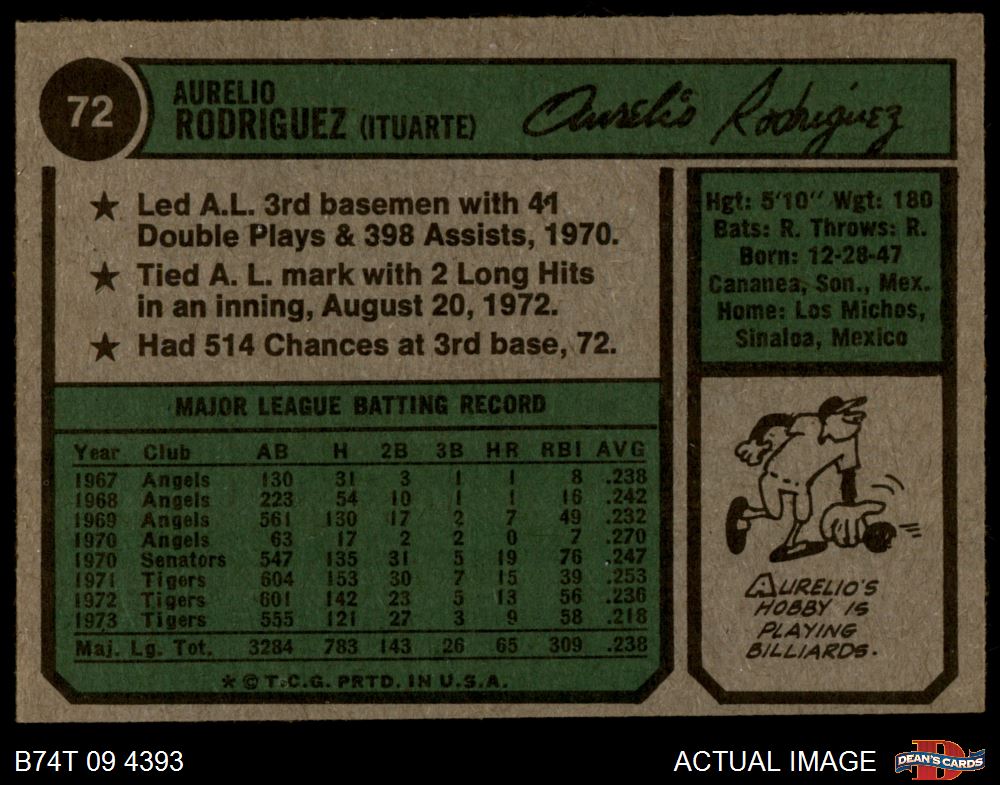 72
AURELIO
RODRIGUEZ (ITUARTE)
Aurelio Rodriguez
★ Led A.L. 3rd basemen with 41
Double Plays & 398 Assists, 1970.
★ Tied A. L. mark with 2 Long Hits
in an inning, August 20, 1972.
★ Had 514 Chances at 3rd base, 72.
Hgt: 5'10" Wgt: 180
Bats: R. Throws: R.
Born: 12-28-47
Cananea, Son., Mex.
Home: Los Michos,
Sinaloa, Mexico
MAJOR LEAGUE BATTING RECORD
Year Club AB H 2B 3B HR RBI AVG
1967 Angels 130 31 3 1 1 8 .238
1968 Angels 223 54 10 1 1 16 .242
1969 Angels 561 130 17 2 7 49 .232
1970 Angels 63 17 2 2 0 7 .270
1970 Senators 547 135 31 5 19 76 .247
1971 Tigers 604 153 30 7 15 39 .253
1972 Tigers 601 142 23 5 13 56 .236
1973 Tigers 555 121 27 3 9 58 .218
Maj. Lg. Tot. 3284 783 143 26 65 309 .238
★ © T.C.G. PRTD. IN U.S.A.
AURELIO'S
HOBBY IS
PLAYING
BILLIARDS.
B74T 09 4393
ACTUAL IMAGE
DEAN'S CARDS